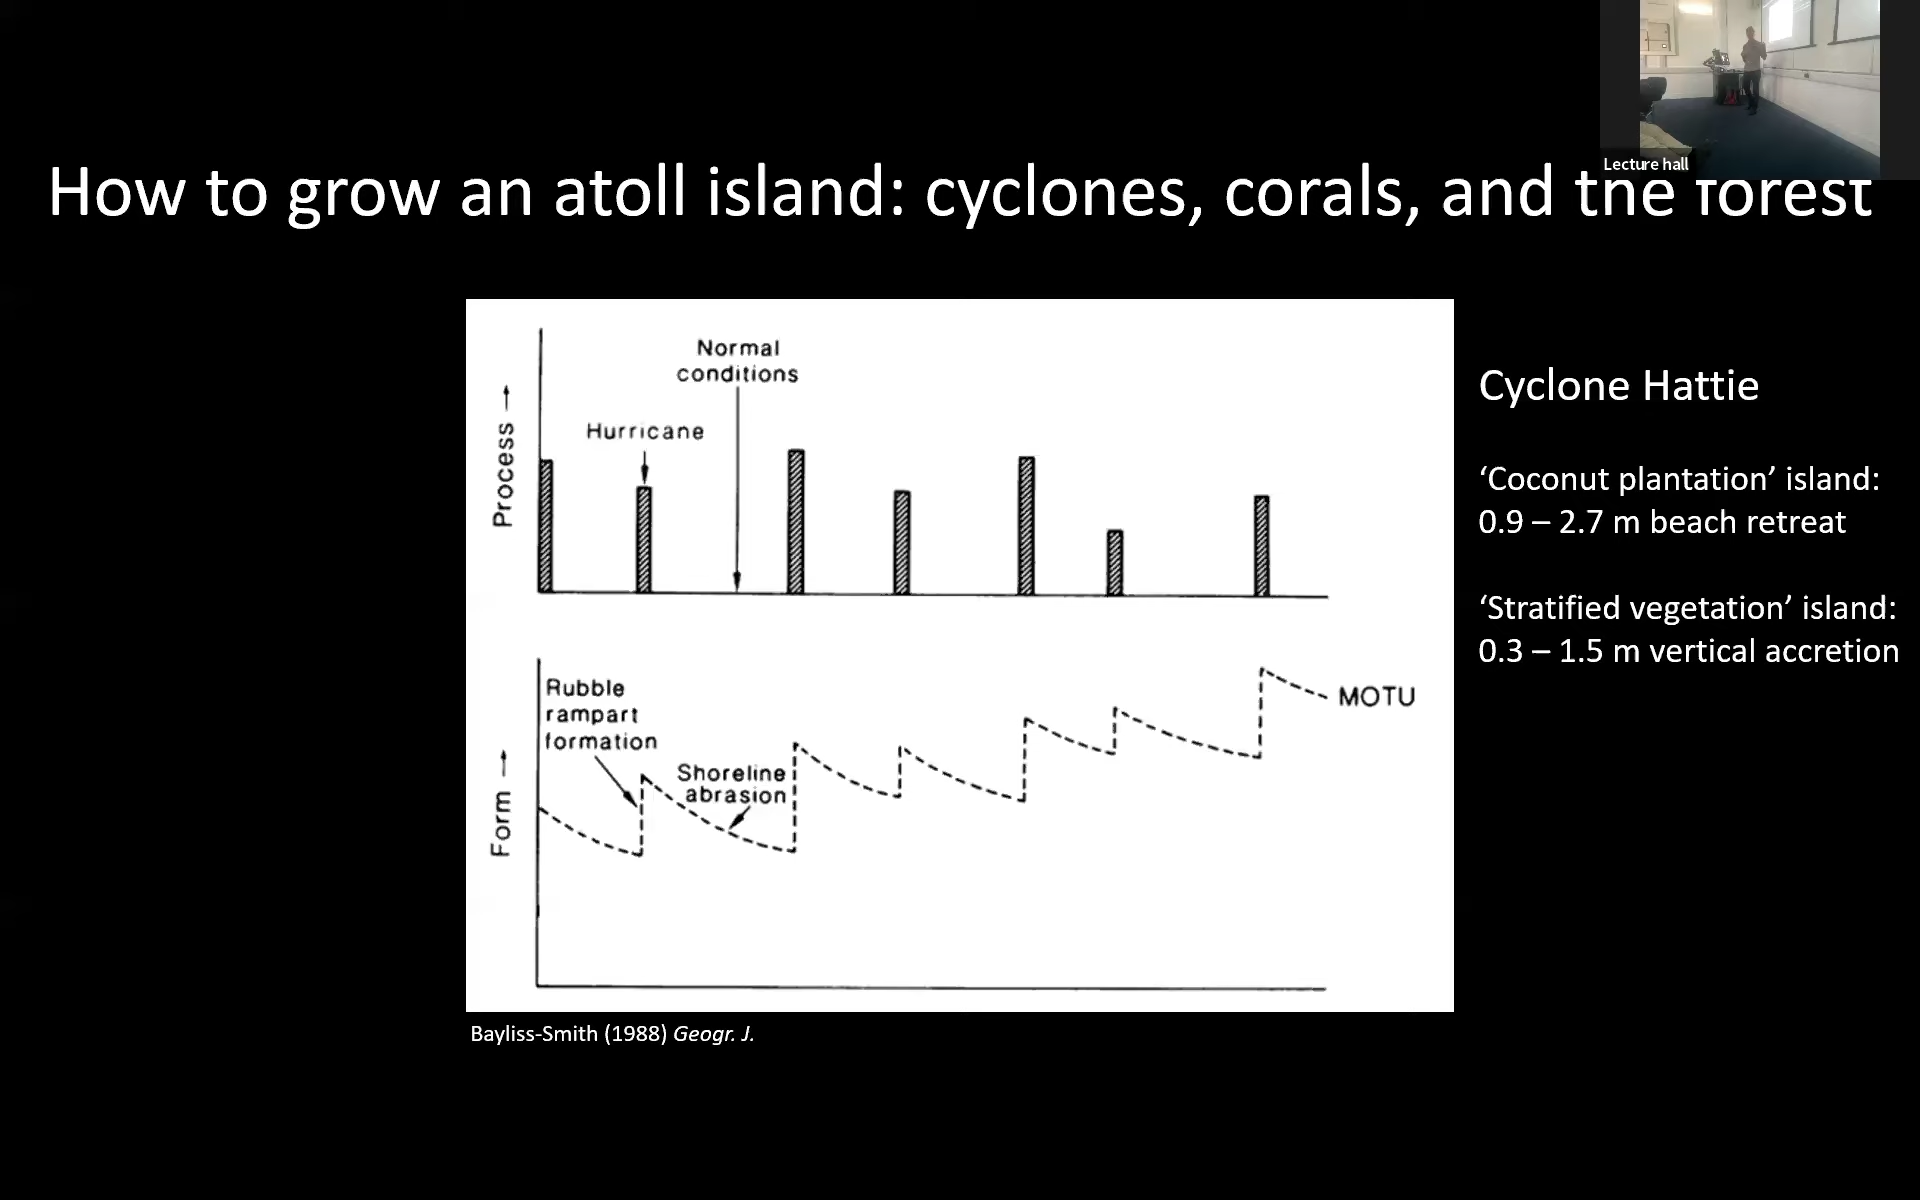 Lecture hall
How to grow an atoll island: cyclones, corals, and the forest
Normal
conditions
Hurricane
Process
Cyclone Hattie
‘Coconut plantation’ island:
0.9 – 2.7 m beach retreat
‘Stratified vegetation’ island:
0.3 – 1.5 m vertical accretion
Rubble
rampart
formation
Shoreline
abrasion
MOTU
Form
Bayliss-Smith (1988) Geogr. J.